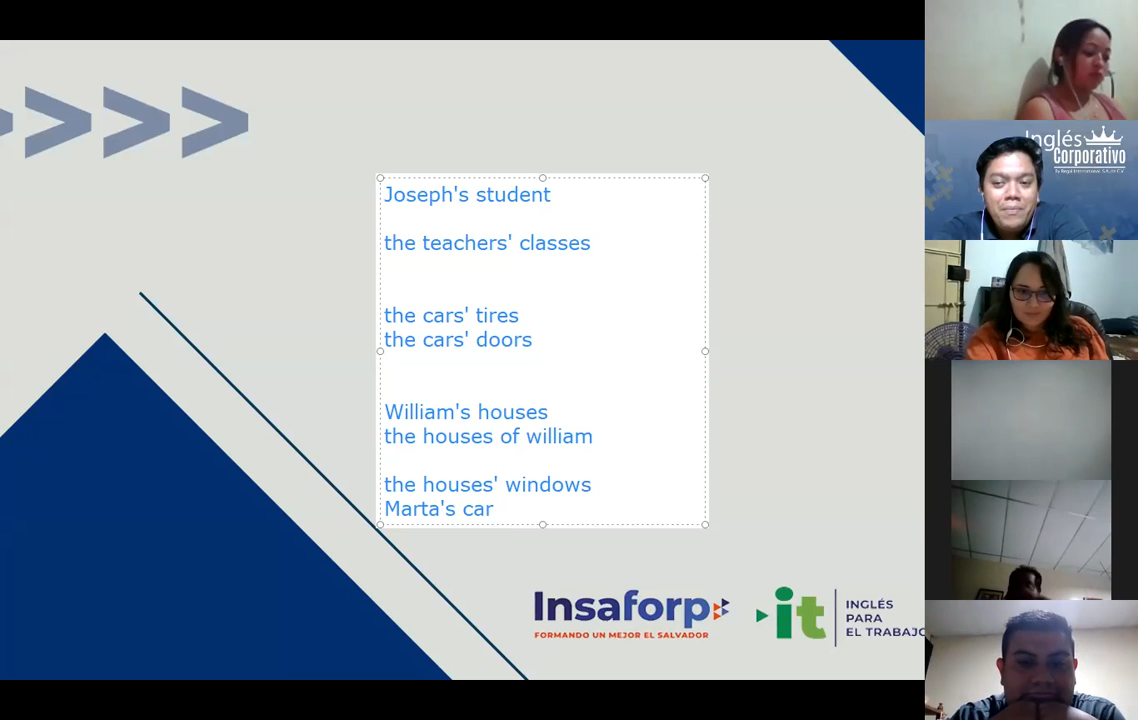 Joseph's student
the teachers' classes
the cars' tires
the cars' doors
William's houses
the houses of william
the houses' windows
Marta's car
Insaforp
FORMANDO UN MEJOR EL SALVADOR
it
INGLÉS
PARA
EL TRABAJO
Inglés
Corporativo